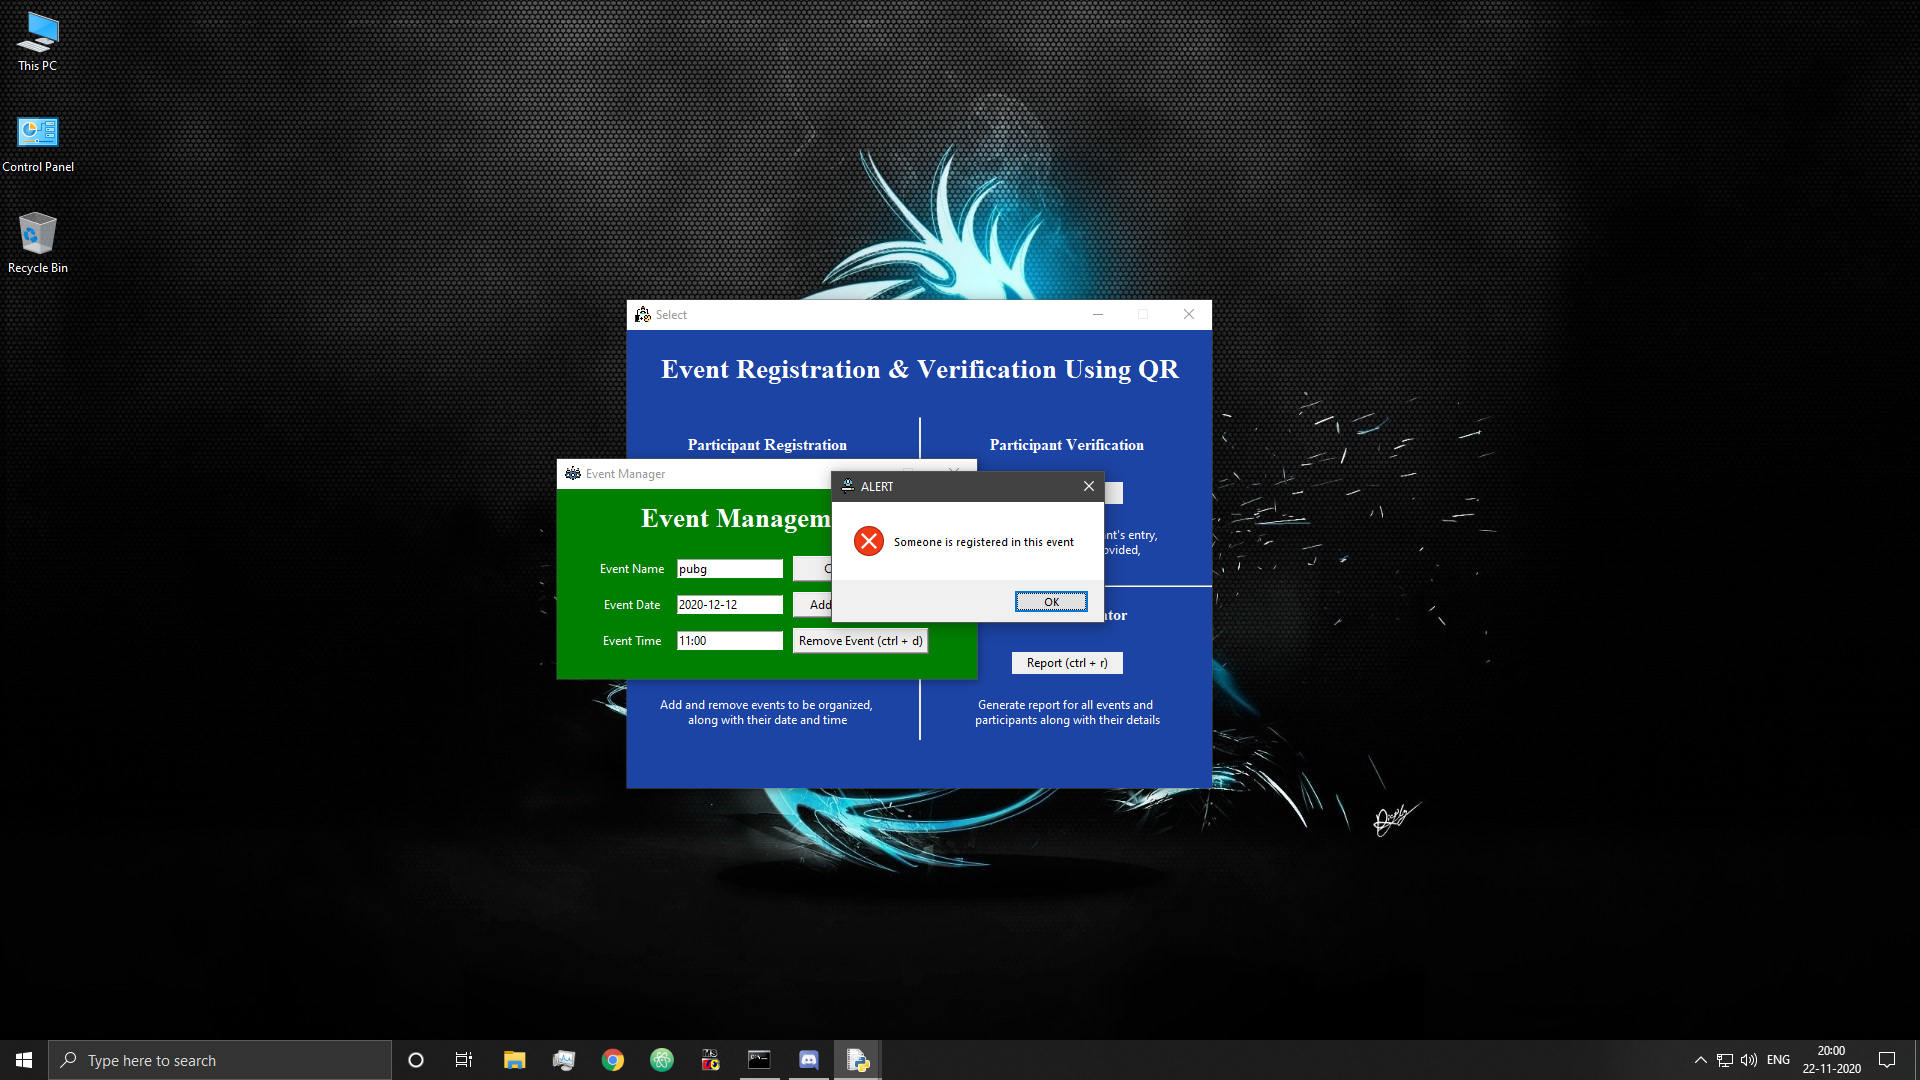 This PC
Control Panel
Recycle Bin
Select
Event Registration & Verification Using QR
Participant Registration
Participant Verification
Event Manager
Event Managem
ALERT
Someone is registered in this event
OK
nt's entry,
ovided,
Event Name
pubg
C
Event Date
2020-12-12
Add
Event Time
11:00
Remove Event (ctrl + d)
tor
Report (ctrl + r)
Add and remove events to be organized,
along with their date and time
Generate report for all events and
participants along with their details
Type here to search
ENG
20:00
22-11-2020